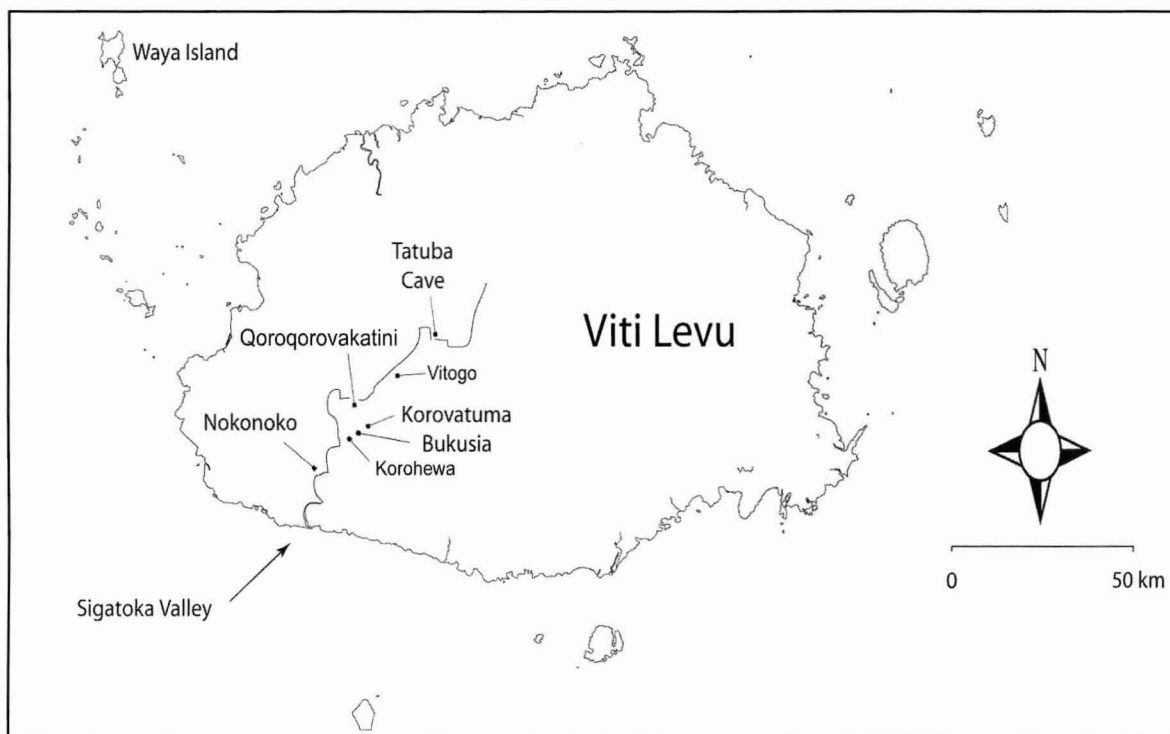 Waya Island
Tatuba
Cave
Viti Levu
Qoroqorovakatini
Vitogo
N
Nokonoko
Korovatuma
Bukusia
Korohewa
0
50 km
Sigatoka Valley